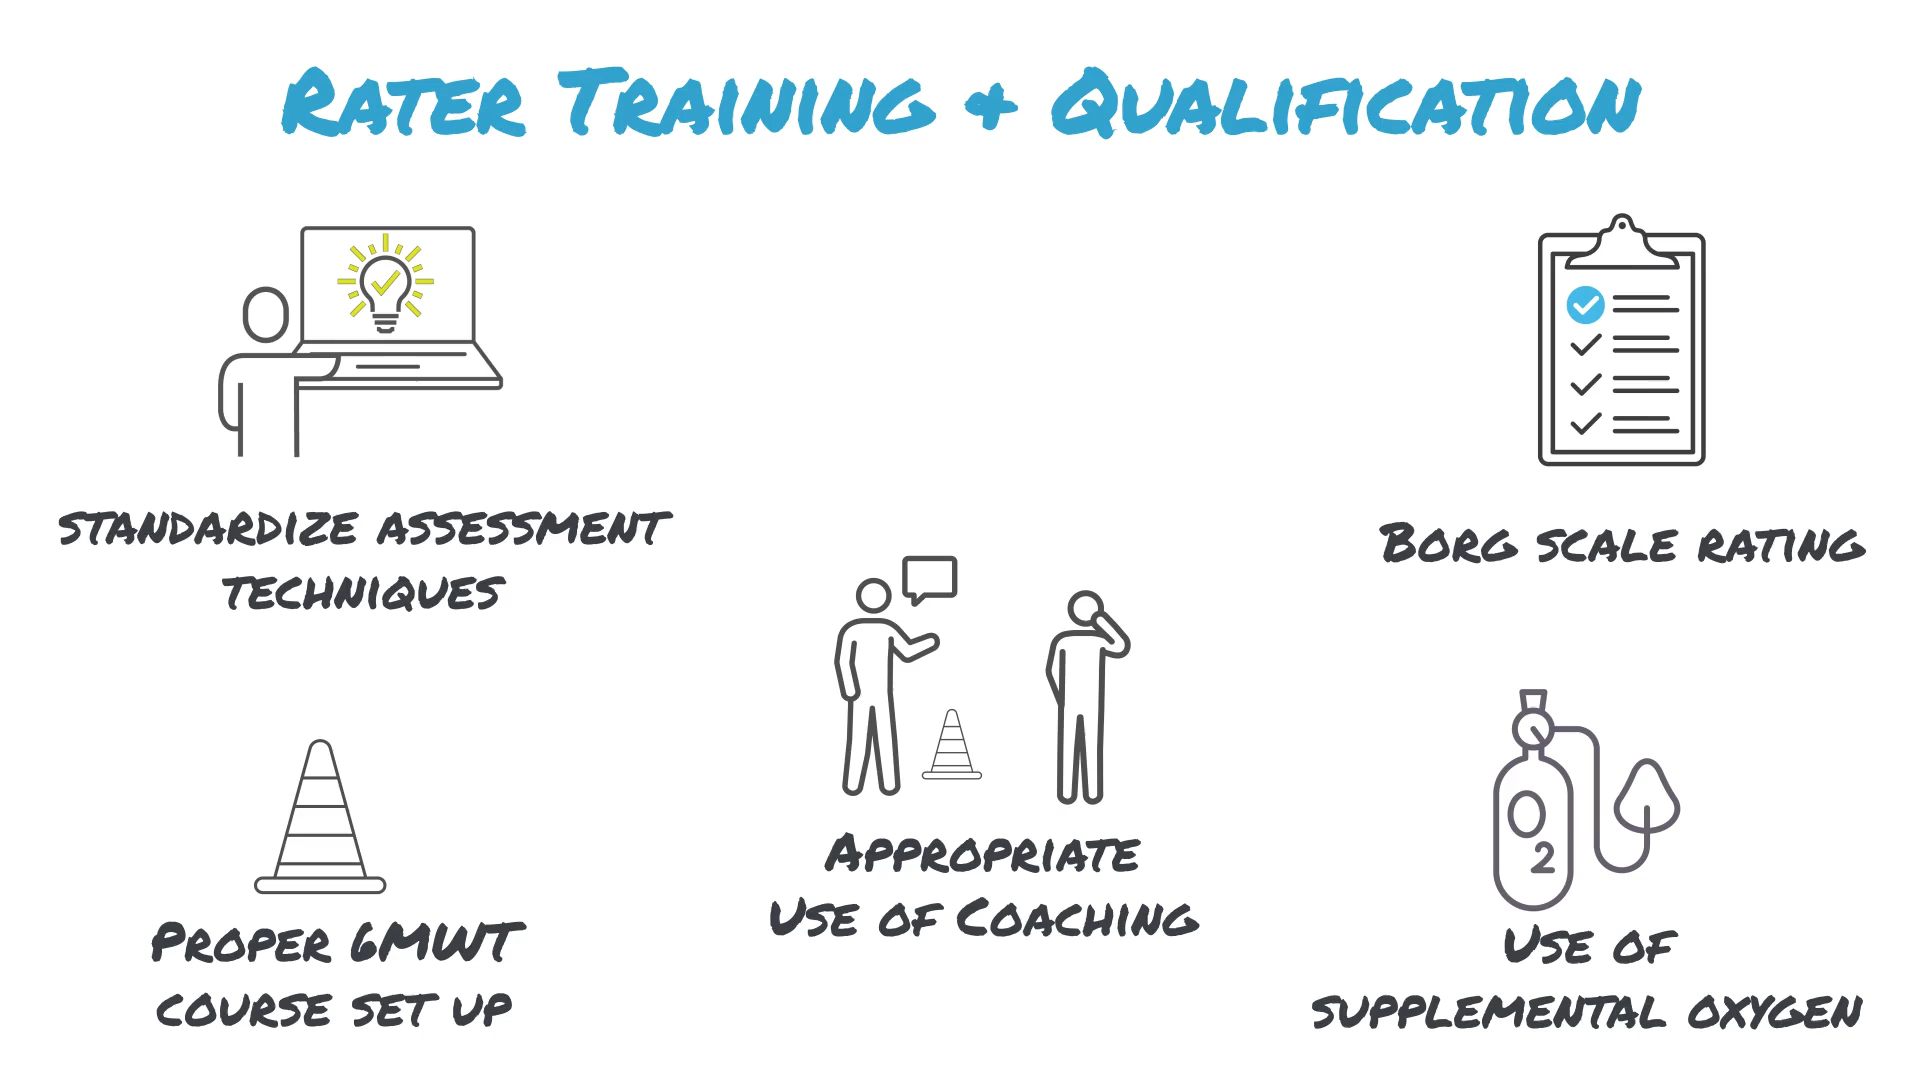 Rater Training & Qualification
standardize assessment
techniques
Borg scale rating
Appropriate
Use of Coaching
Proper 6MWT
course set up
O2
Use of
supplemental oxygen